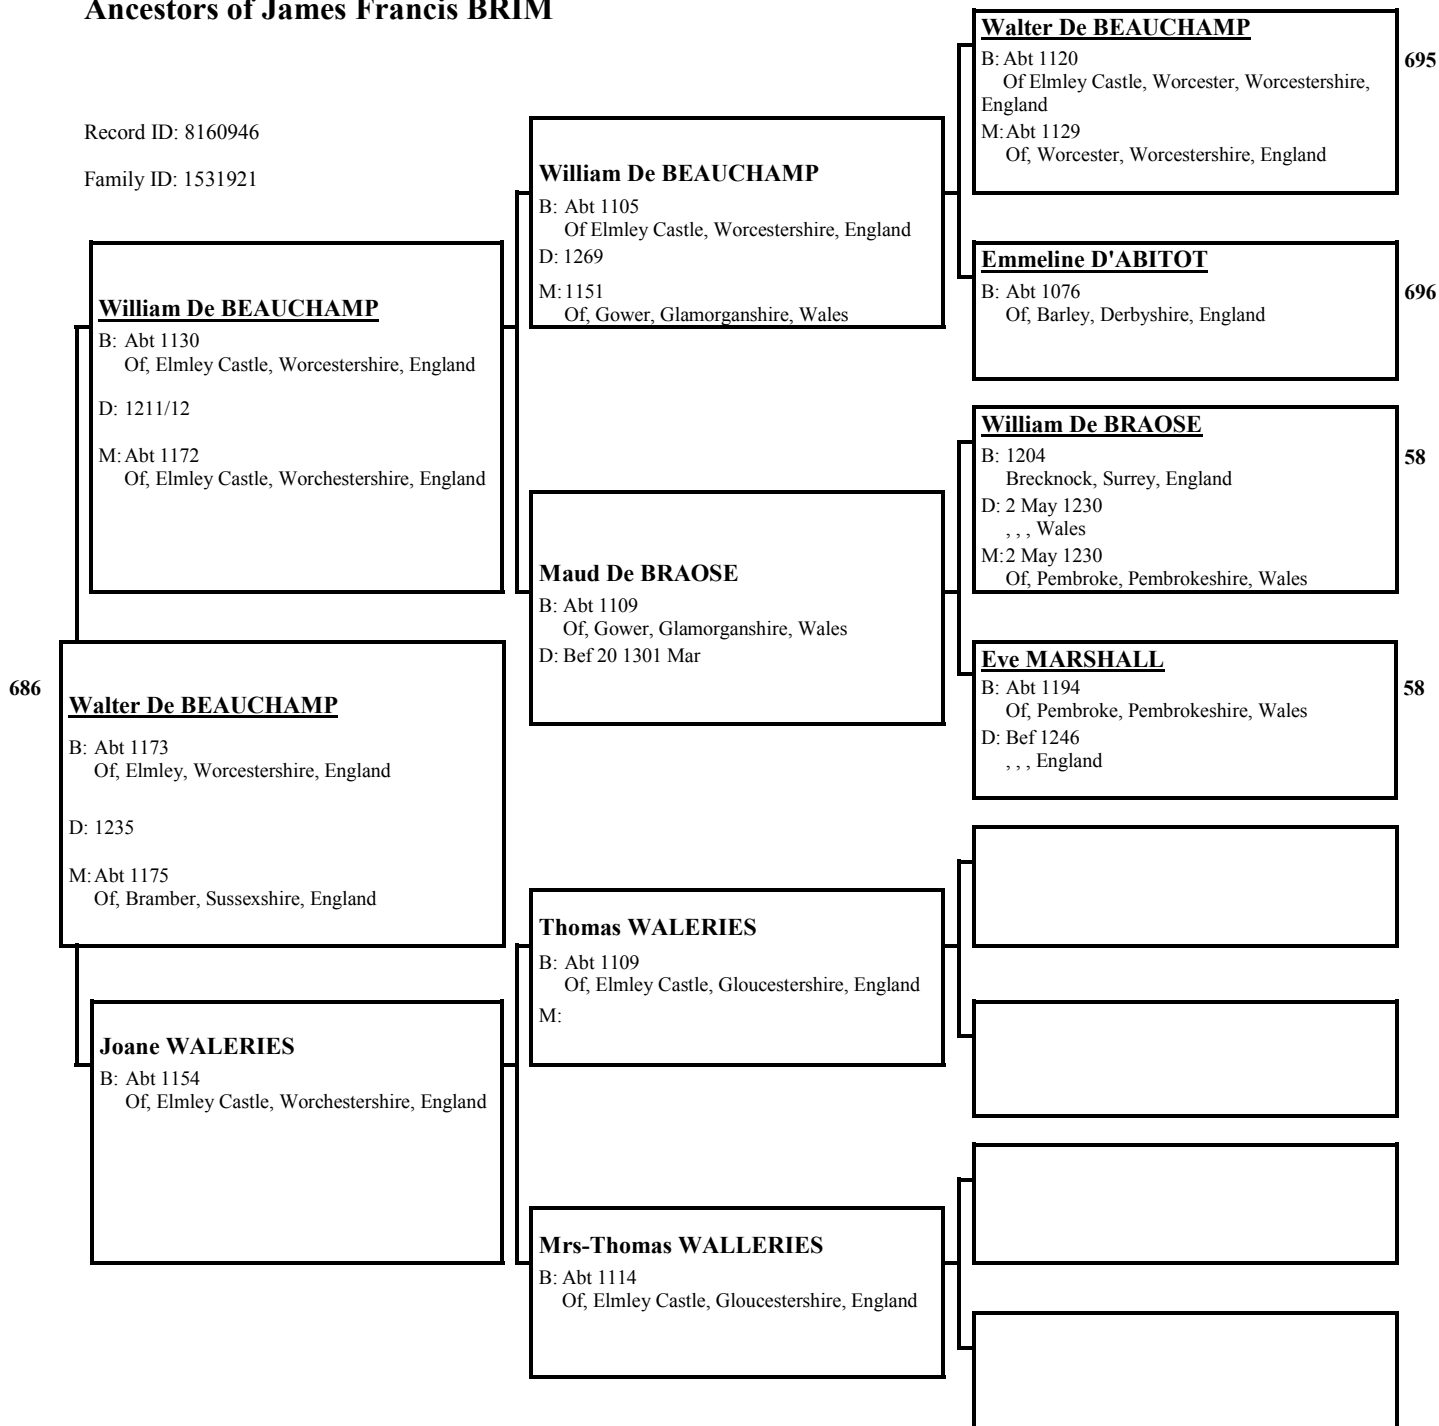 Ancestors of James Francis BRIM
Record ID: 8160946
Family ID: 1531921
686
Walter De BEAUCHAMP
B: Abt 1173
Of, Elmley, Worcestershire, England
D: 1235
M: Abt 1175
Of, Bramber, Sussexshire, England
William De BEAUCHAMP
B: Abt 1130
Of, Elmley Castle, Worcestershire, England
D: 1211/12
M: Abt 1172
Of, Elmley Castle, Worchestershire, England
Joane WALERIES
B: Abt 1154
Of, Elmley Castle, Worchestershire, England
William De BEAUCHAMP
B: Abt 1105
Of Elmley Castle, Worcestershire, England
D: 1269
M: 1151
Of, Gower, Glamorganshire, Wales
Maud De BRAOSE
B: Abt 1109
Of, Gower, Glamorganshire, Wales
D: Bef 20 1301 Mar
Thomas WALERIES
B: Abt 1109
Of, Elmley Castle, Gloucestershire, England
M:
Mrs-Thomas WALLERIES
B: Abt 1114
Of, Elmley Castle, Gloucestershire, England
Walter De BEAUCHAMP
B: Abt 1120
Of Elmley Castle, Worcester, Worcestershire,
England
M: Abt 1129
Of, Worcester, Worcestershire, England
695
Emmeline D'ABITOT
B: Abt 1076
Of, Barley, Derbyshire, England
696
William De BRAOSE
B: 1204
Brecknock, Surrey, England
D: 2 May 1230
, , , Wales
M: 2 May 1230
Of, Pembroke, Pembrokeshire, Wales
58
Eve MARSHALL
B: Abt 1194
Of, Pembroke, Pembrokeshire, Wales
D: Bef 1246
, , , England
58